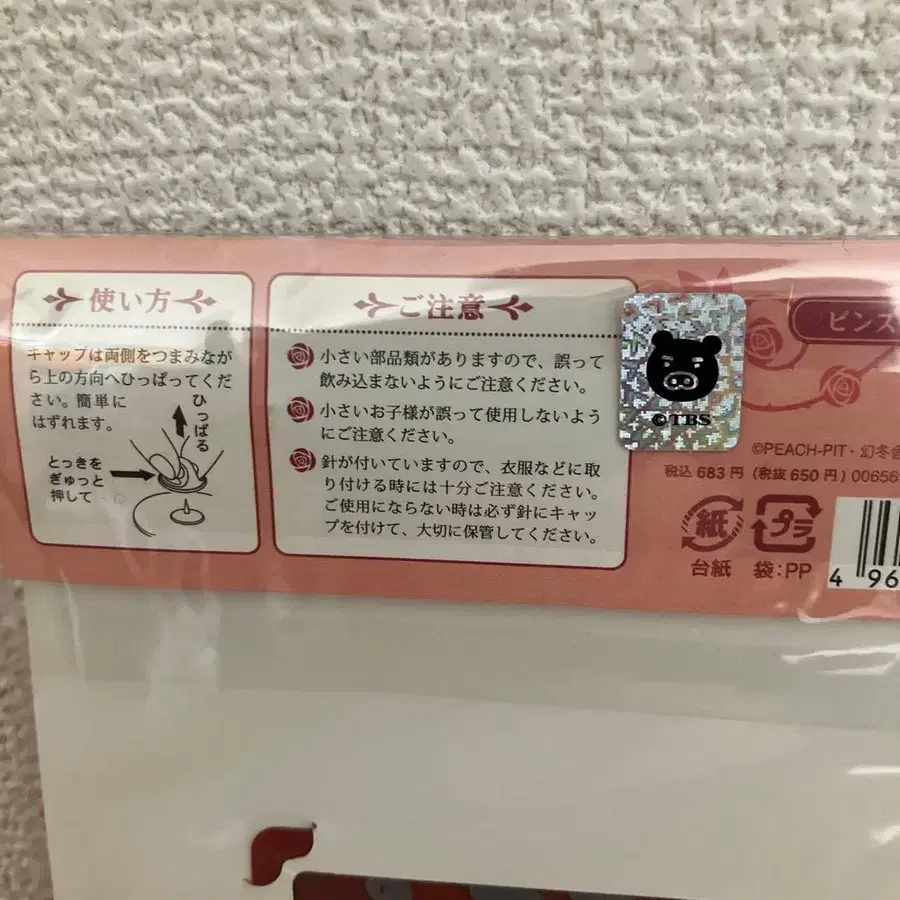 使い方
キャップは両側をつまみなが
ら上の方向へひっぱってくだ
さい。簡単に
はずれます。
ひっぱる
とっきを
ぎゅっと
押して
ご注意
小さい部品類がありますので、誤って
飲み込まないようにご注意ください。
小さいお子様が誤って使用しないよう
にご注意ください。
針が付いていますので、衣服などに取
り付ける時には十分ご注意ください。
ご使用にならない時は必ず針にキャッ
プを付けて、大切に保管してください。
©TBS
ピンズ
©PEACH-PIT・幻冬舎
税込 683 円 (税抜 650 円) 00656
紙
プラ
台紙 袋:PP
4 96